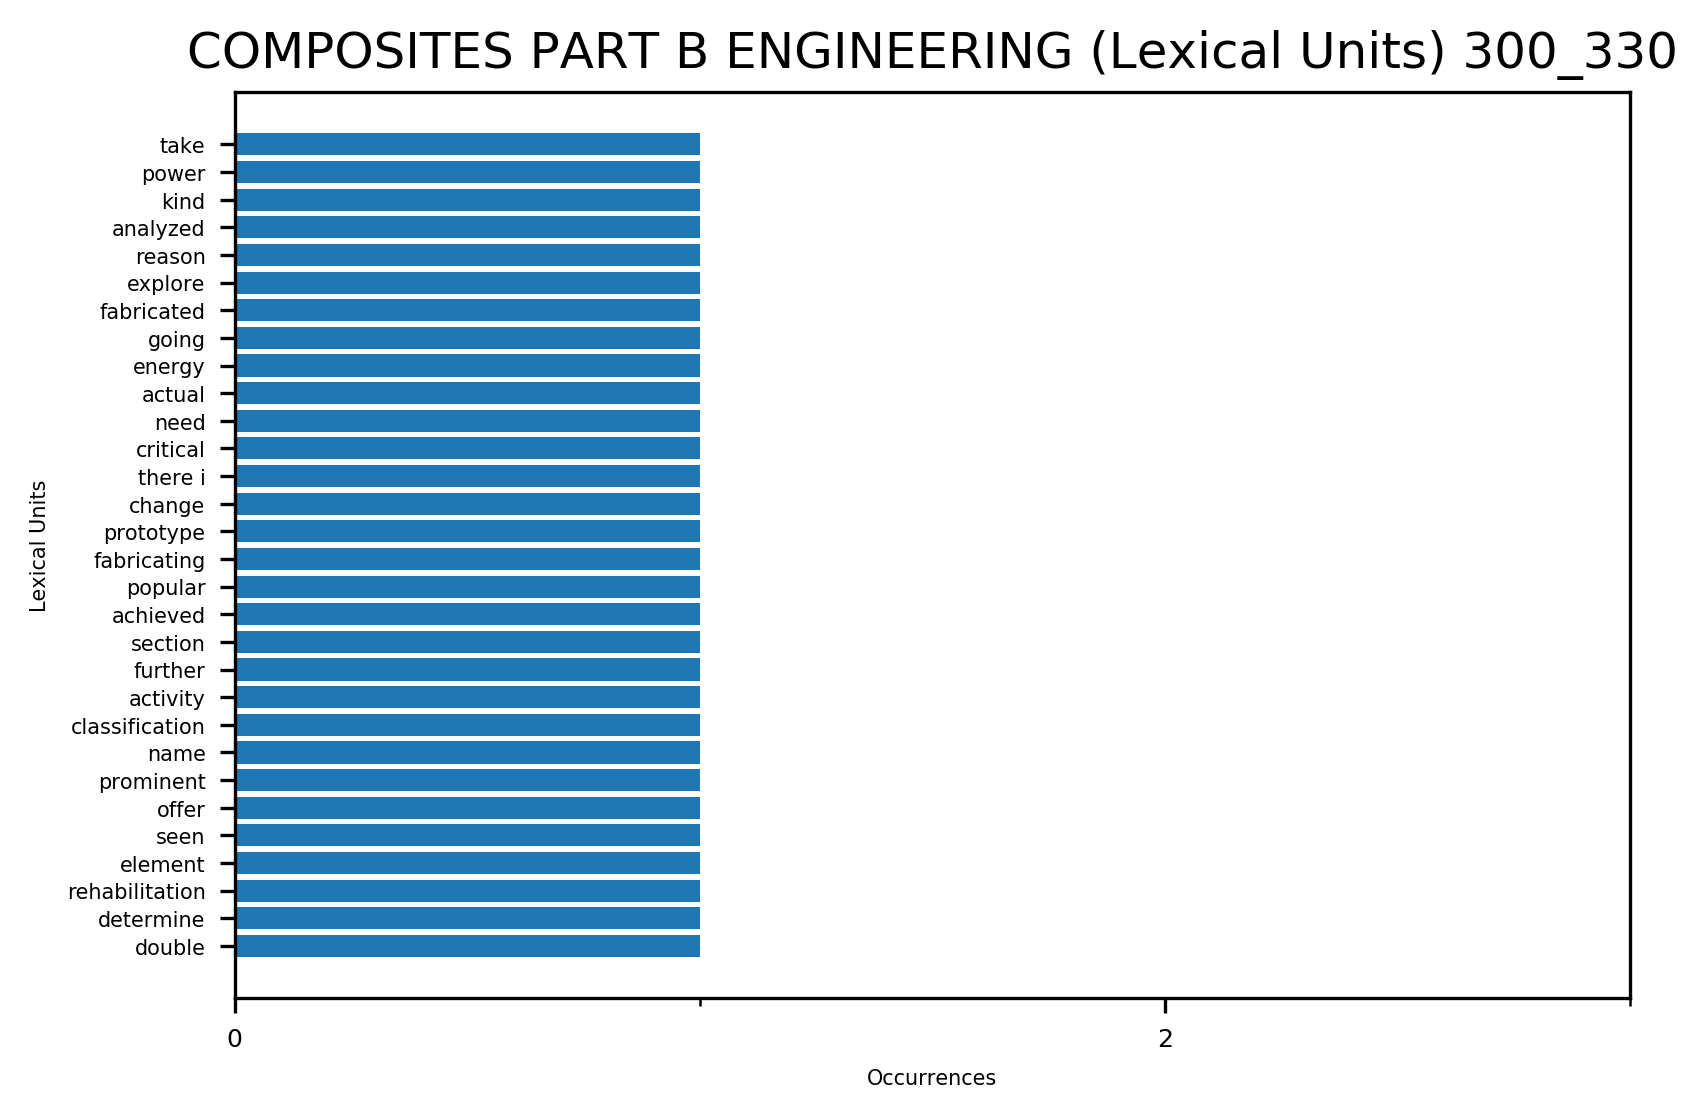 COMPOSITES PART B ENGINEERING (Lexical Units) 300_330
take
power
kind
analyzed
reason
explore
fabricated
going
energy
actual
need
critical
there i
change
prototype
fabricating
popular
achieved
section
further
activity
classification
name
prominent
offer
seen
element
rehabilitation
determine
double
Lexical Units
0 2
Occurrences